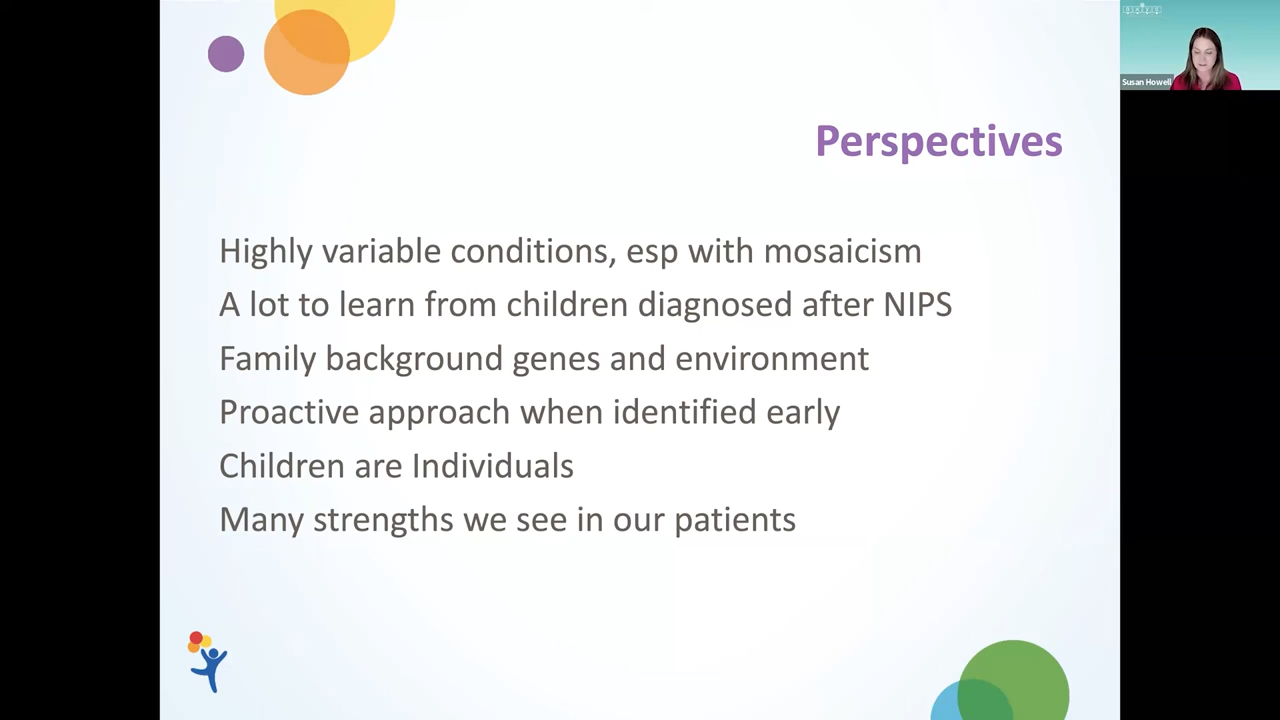 Perspectives
Highly variable conditions, esp with mosaicism
A lot to learn from children diagnosed after NIPS
Family background genes and environment
Proactive approach when identified early
Children are Individuals
Many strengths we see in our patients
Susan Howell